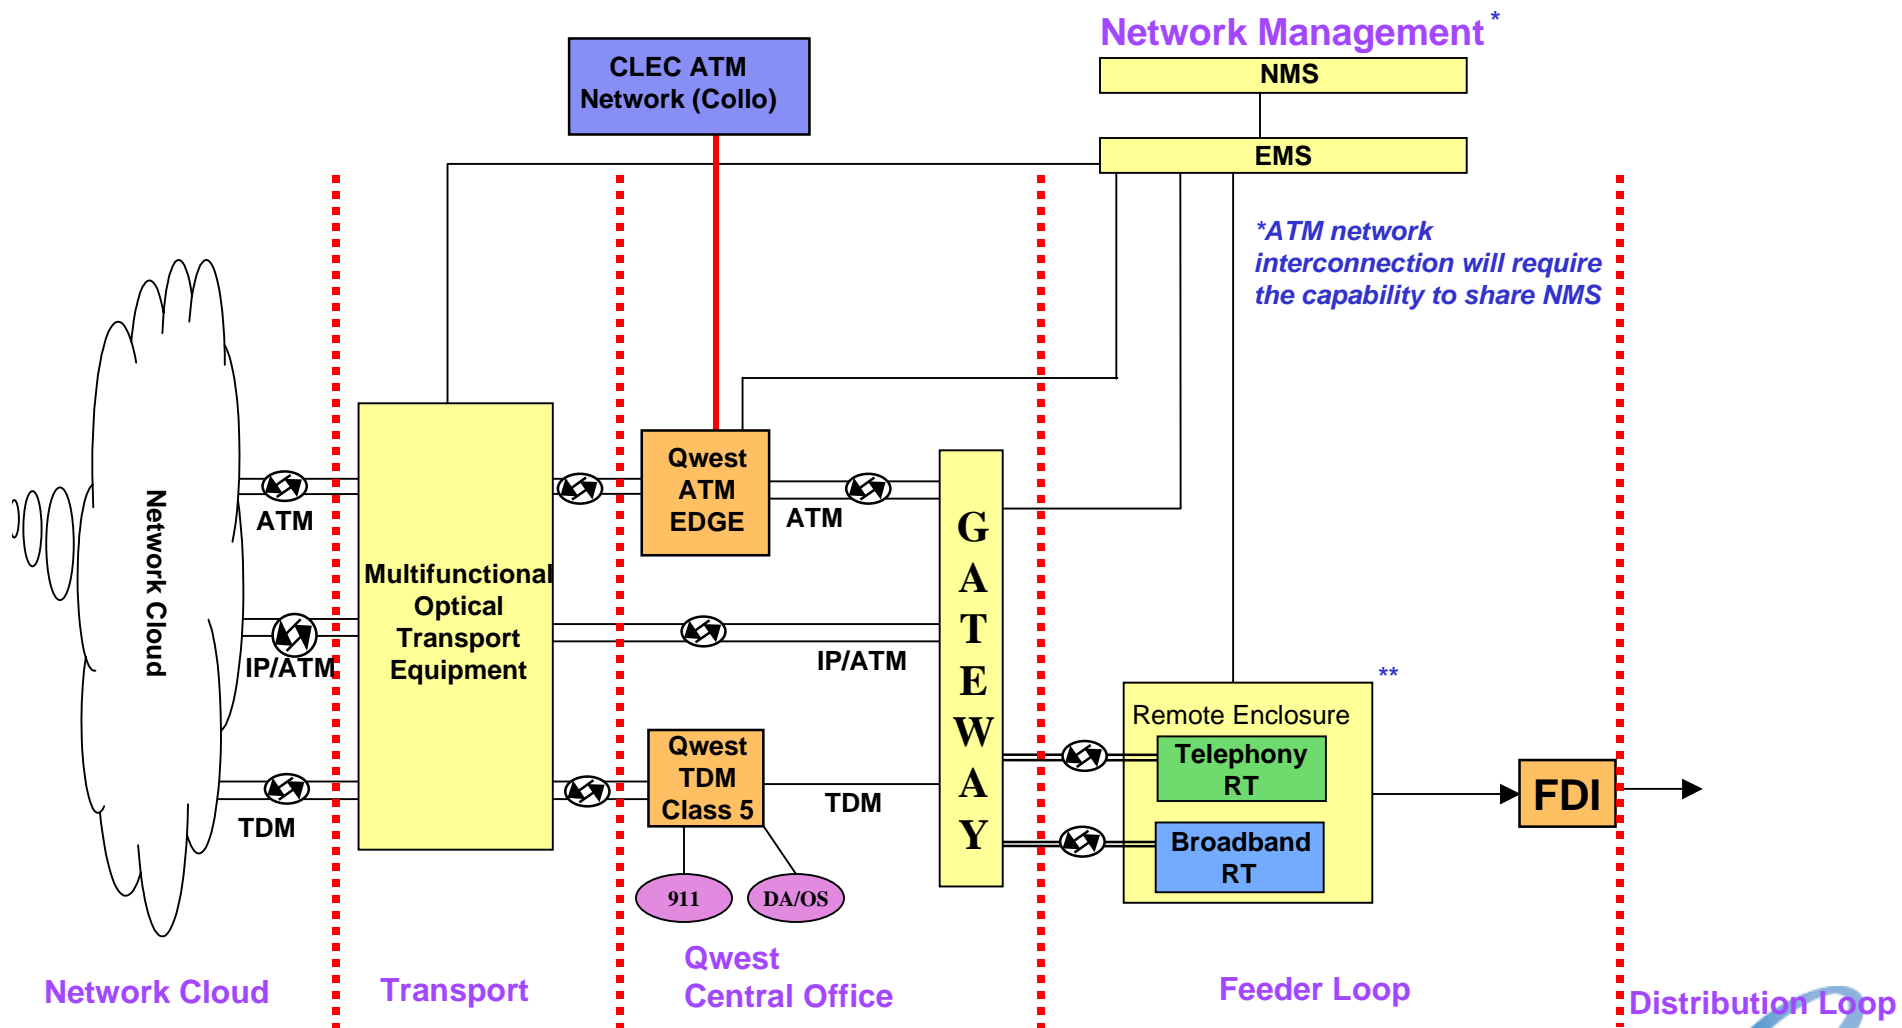 Network Management *
NMS
EMS
CLEC ATM
Network (Collo)
*ATM network
interconnection will require
the capability to share NMS
Network Cloud
ATM
IP/ATM
TDM
Multifunctional
Optical
Transport
Equipment
Qwest
ATM
EDGE
ATM
IP/ATM
Qwest
TDM
Class 5
TDM
911
DA/OS
G
A
T
E
W
A
Y
**
Remote Enclosure
Telephony
RT
Broadband
RT
FDI
Network Cloud
Transport
Qwest
Central Office
Feeder Loop
Distribution Loop